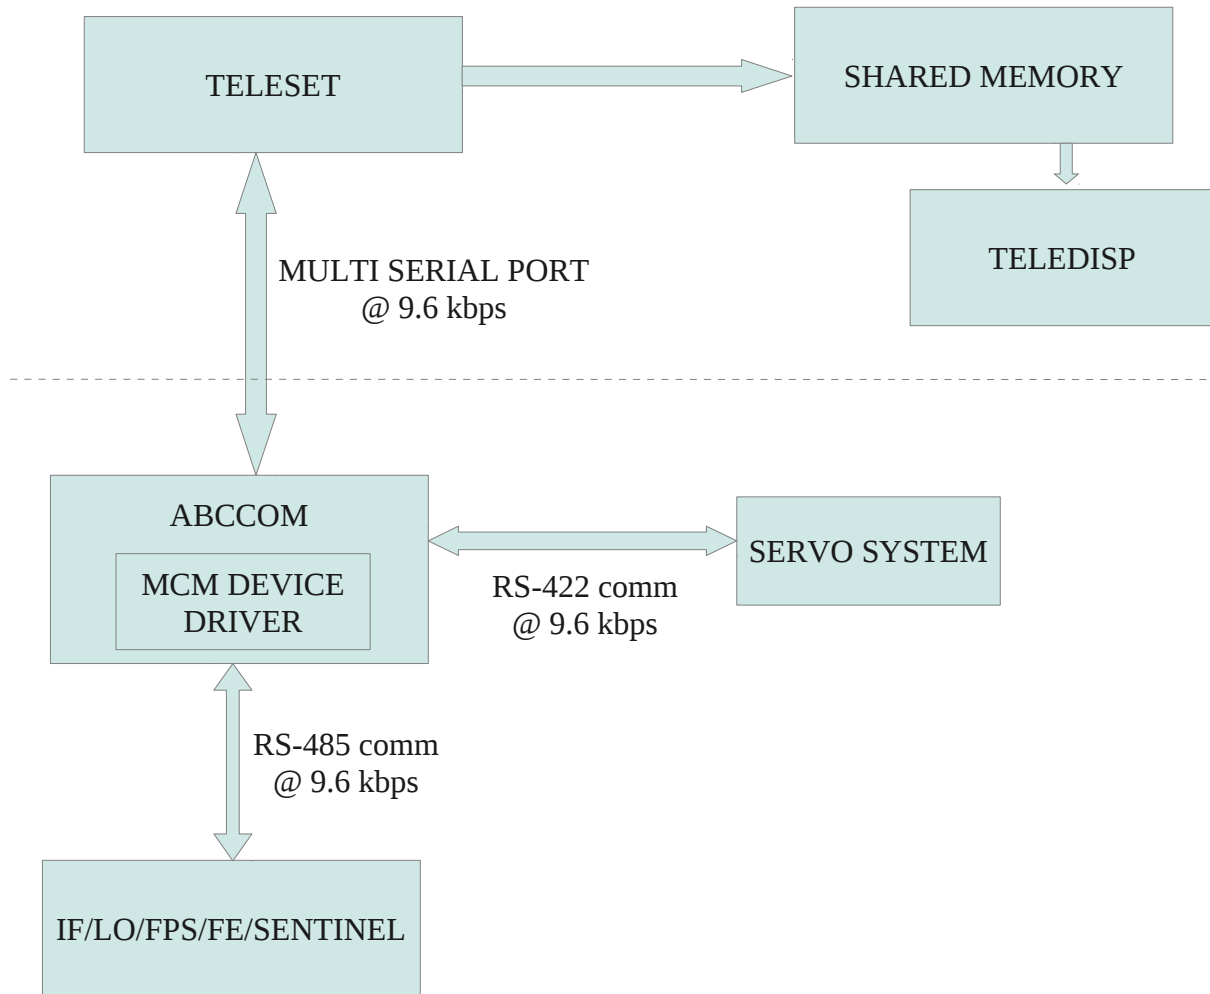 TELESET
SHARED MEMORY
TELEDISP
MULTI SERIAL PORT
@ 9.6 kbps
ABCCOM
MCM DEVICE
DRIVER
SERVO SYSTEM
RS-422 comm
@ 9.6 kbps
RS-485 comm
@ 9.6 kbps
IF/LO/FPS/FE/SENTINEL